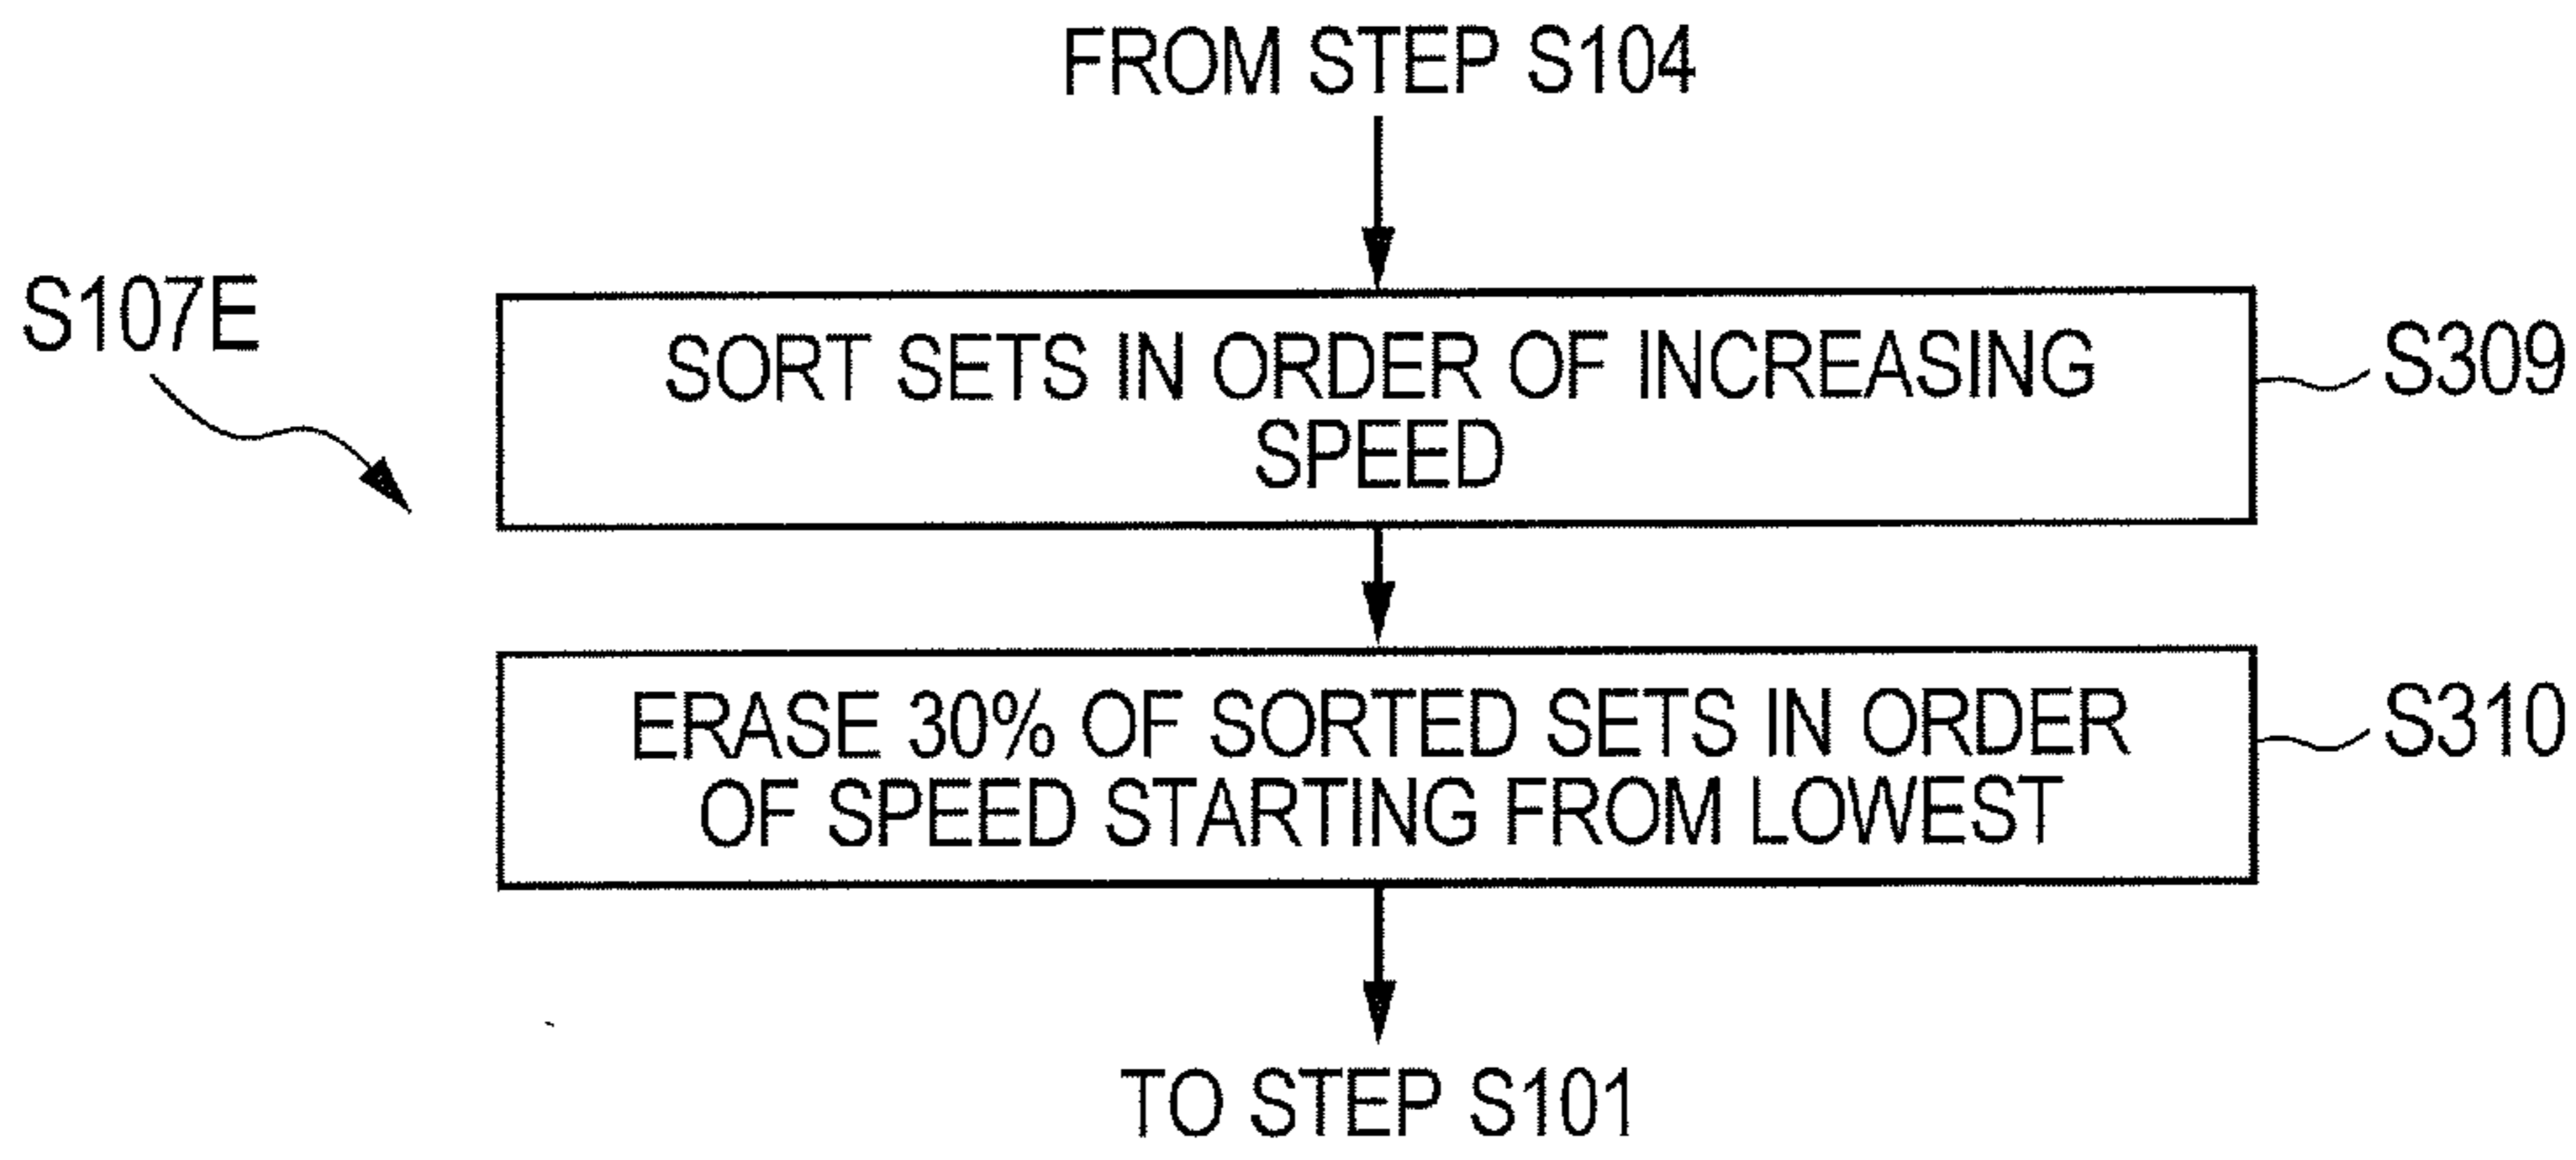 FROM STEP S104
S107E
SORT SETS IN ORDER OF INCREASING
SPEED
S309
ERASE 30% OF SORTED SETS IN ORDER
OF SPEED STARTING FROM LOWEST
S310
TO STEP S101